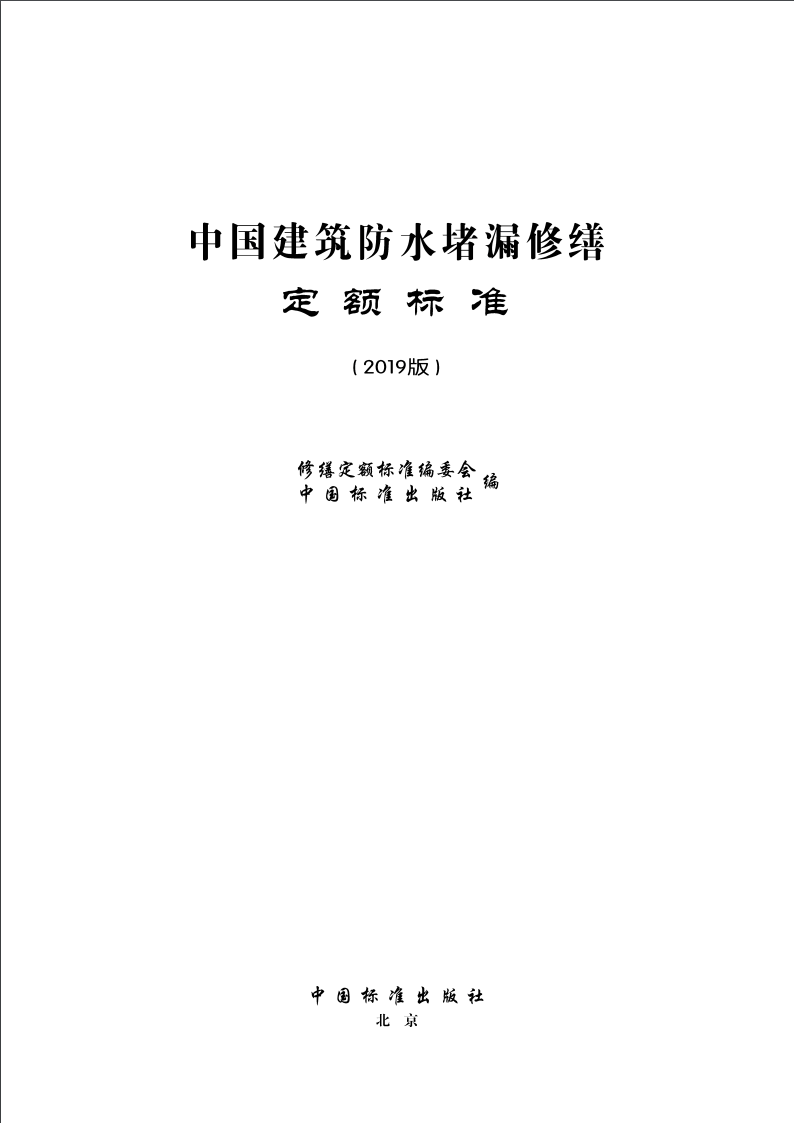 中国建筑防水堵漏修缮
定额标准
（2019版）
修缮定额标准编委会
中国标准出版社 编
中国标准出版社
北京